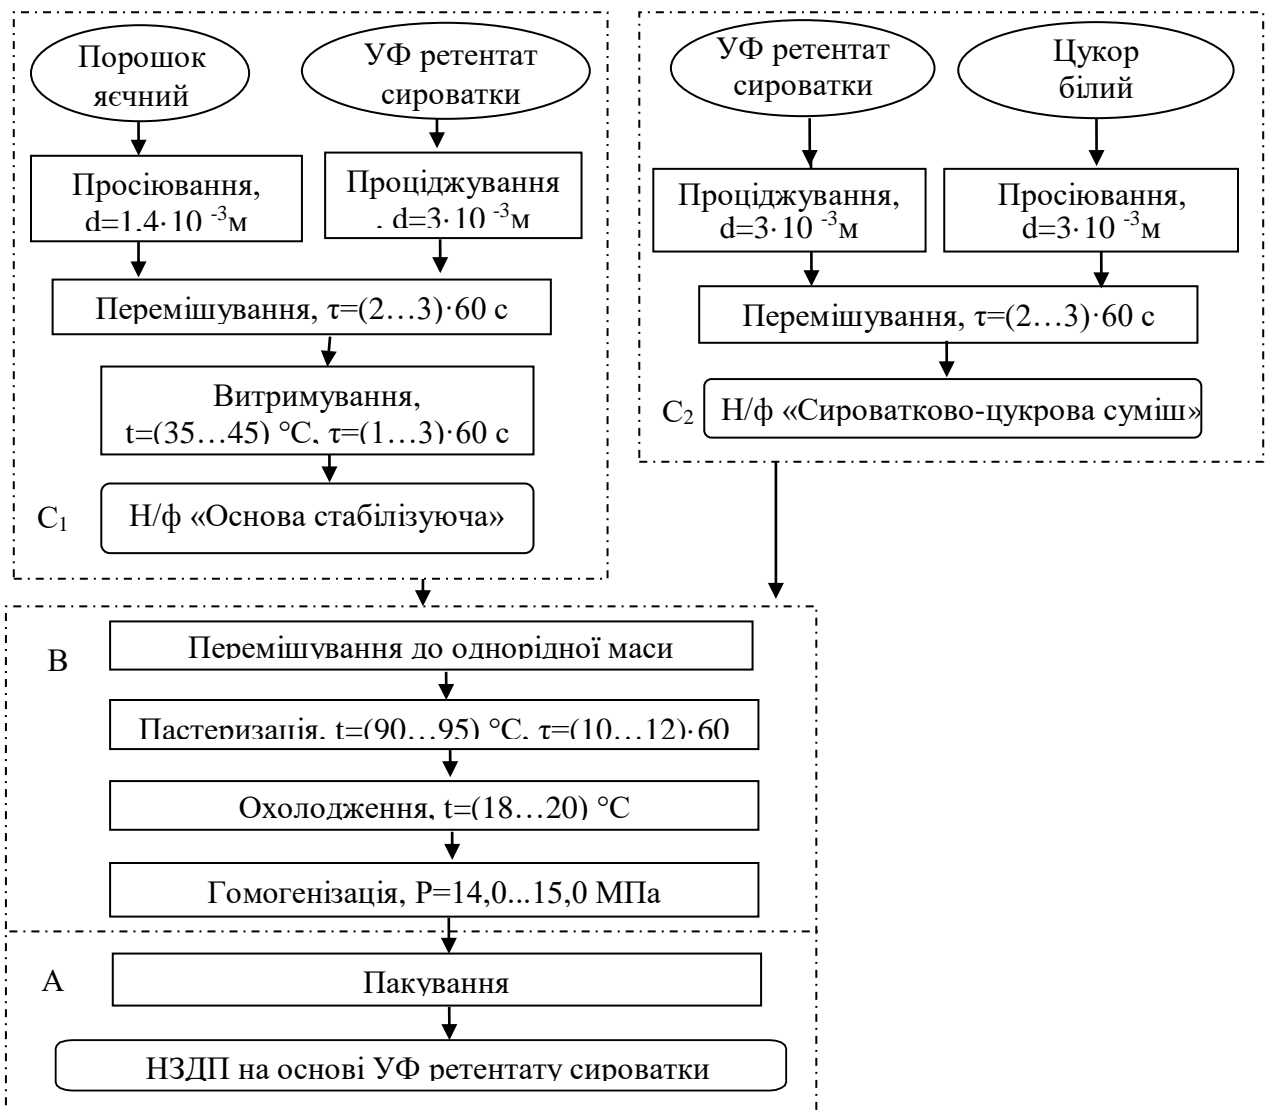 Порошок
яєчний
УФ ретентат
сироватки
Просіювання,
d=1,4·10 -3м
Проціджування
, d=3·10 -3м
Перемішування, τ=(2…3)·60 с
Витримування,
t=(35…45) °С, τ=(1…3)·60 с
С1
Н/ф «Основа стабілізуюча»
УФ ретентат
сироватки
Цукор
білий
Проціджування,
d=3·10 -3м
Просіювання,
d=3·10 -3м
Перемішування, τ=(2…3)·60 с
С2
Н/ф «Сироватково-цукрова суміш»
В
Перемішування до однорідної маси
Пастеризація, t=(90…95) °С, τ=(10…12)·60
Охолодження, t=(18…20) °С
Гомогенізація, Р=14,0...15,0 МПа
А
Пакування
НЗДП на основі УФ ретентату сироватки